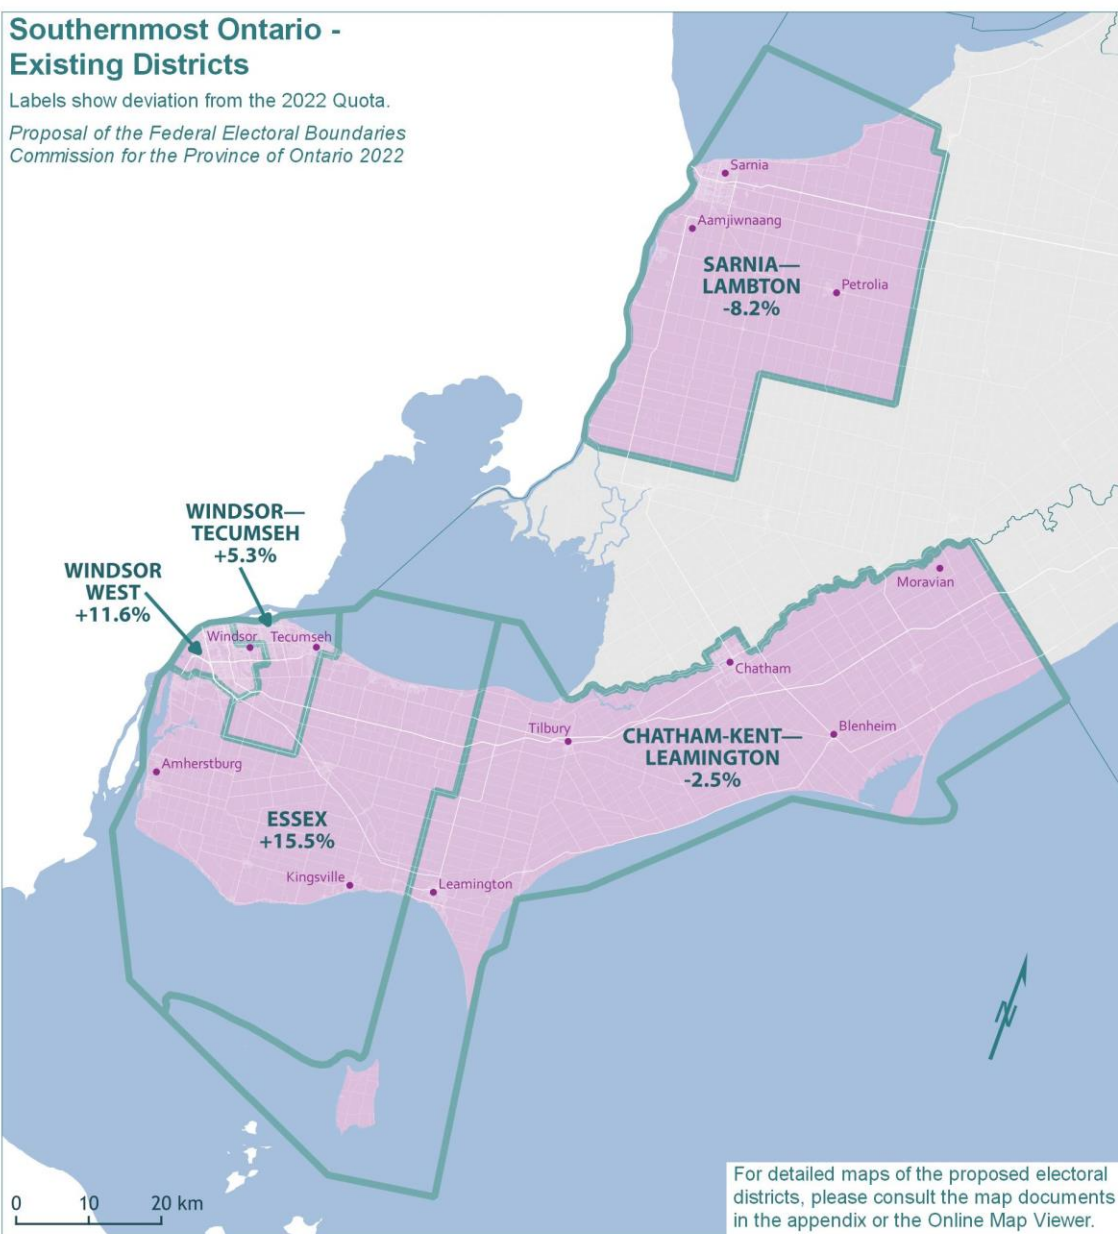 Southernmost Ontario -
Existing Districts
Labels show deviation from the 2022 Quota.
Proposal of the Federal Electoral Boundaries
Commission for the Province of Ontario 2022
Sarnia
Aamjiwnaang
SARNIA—
LAMBTON
-8.2%
Petrolia
WINDSOR—
TECUMSEH
+5.3%
WINDSOR
WEST
+11.6%
Windsor
Tecumseh
Moravian
Chatham
Tilbury
Blenheim
CHATHAM-KENT—
LEAMINGTON
-2.5%
Amherstburg
ESSEX
+15.5%
Kingsville
Leamington
N
0 10 20 km
For detailed maps of the proposed electoral
districts, please consult the map documents
in the appendix or the Online Map Viewer.